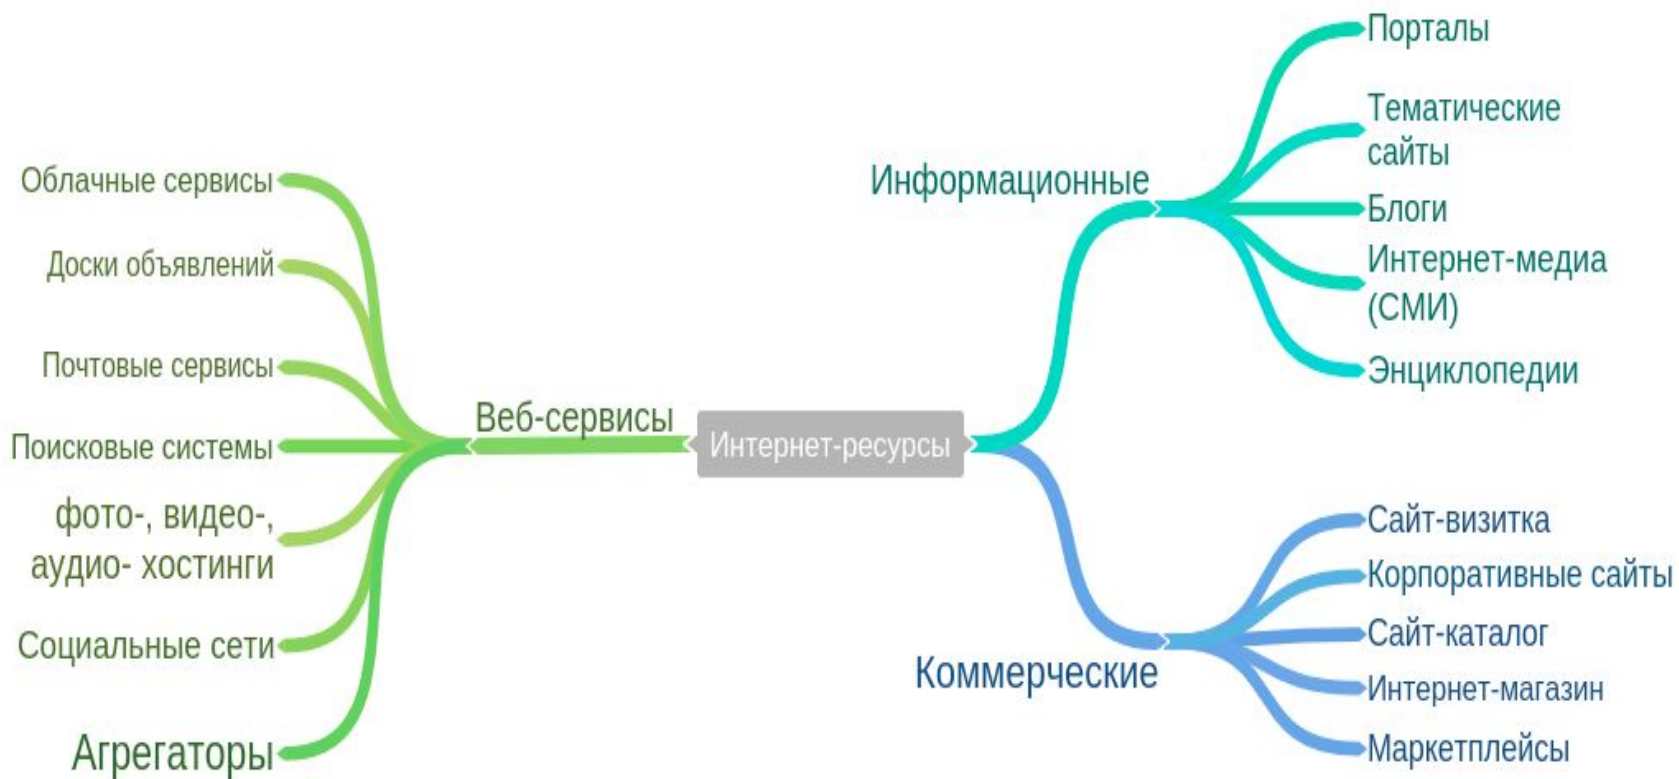 Интернет-ресурсы
Веб-сервисы
Облачные сервисы
Доски объявлений
Почтовые сервисы
Поисковые системы
фото-, видео-,
аудио- хостинги
Социальные сети
Агрегаторы
Информационные
Порталы
Тематические
сайты
Блоги
Интернет-медиа
(СМИ)
Энциклопедии
Коммерческие
Сайт-визитка
Корпоративные сайты
Сайт-каталог
Интернет-магазин
Маркетплейсы